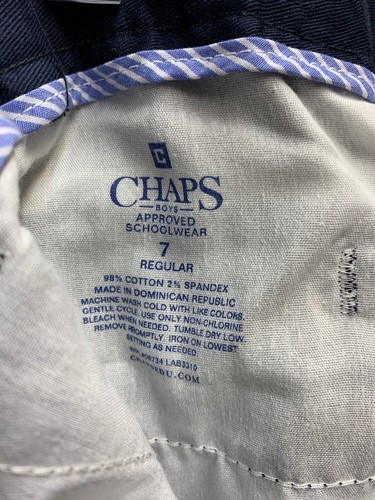 C
CHAPS
BOYS
APPROVED
SCHOOLWEAR
7
REGULAR
98% COTTON 2% SPANDEX
MADE IN DOMINICAN REPUBLIC
MACHINE WASH COLD WITH LIKE COLORS.
GENTLE CYCLE. USE ONLY NON-CHLORINE
BLEACH WHEN NEEDED. TUMBLE DRY LOW.
REMOVE PROMPTLY. IRON ON LOWEST
SETTING AS NEEDED
LAB3310